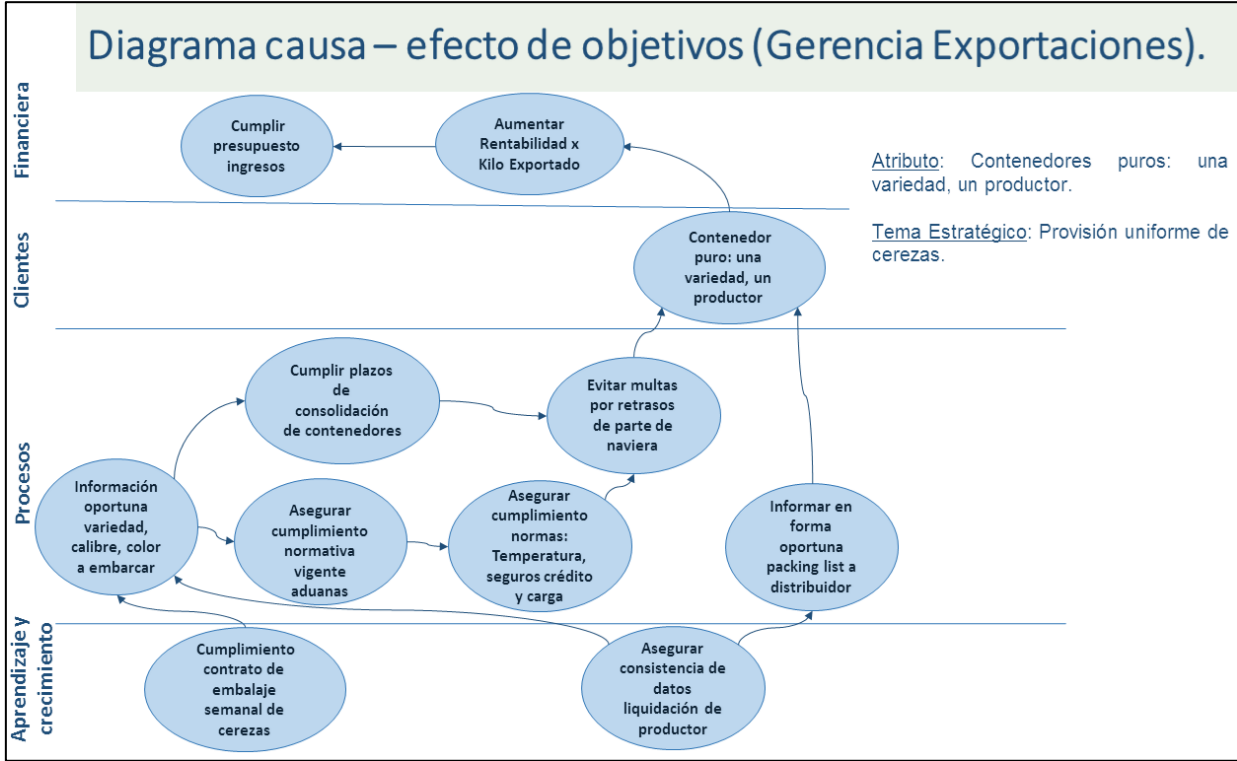 Diagrama causa – efecto de objetivos (Gerencia Exportaciones).
Financiera
Cumplir
presupuesto
ingresos
Aumentar
Rentabilidad x
Kilo Exportado
Atributo: Contenedores puros: una
variedad, un productor.
Tema Estratégico: Provisión uniforme de
cerezas.
Clientes
Contenedor
puro: una
variedad, un
productor
Procesos
Cumplir plazos
de
consolidación
de contenedores
Evitar multas
por retrasos
de parte de
naviera
Información
oportuna
variedad,
calibre, color
a embarcar
Asegurar
cumplimiento
normativa
vigente
aduanas
Asegurar
cumplimiento
normas:
Temperatura,
seguros crédito
y carga
Informar en
forma
oportuna
packing list a
distribuidor
Aprendizaje y
crecimiento
Cumplimiento
contrato de
embalaje
semanal de
cerezas
Asegurar
consistencia de
datos
liquidación de
productor